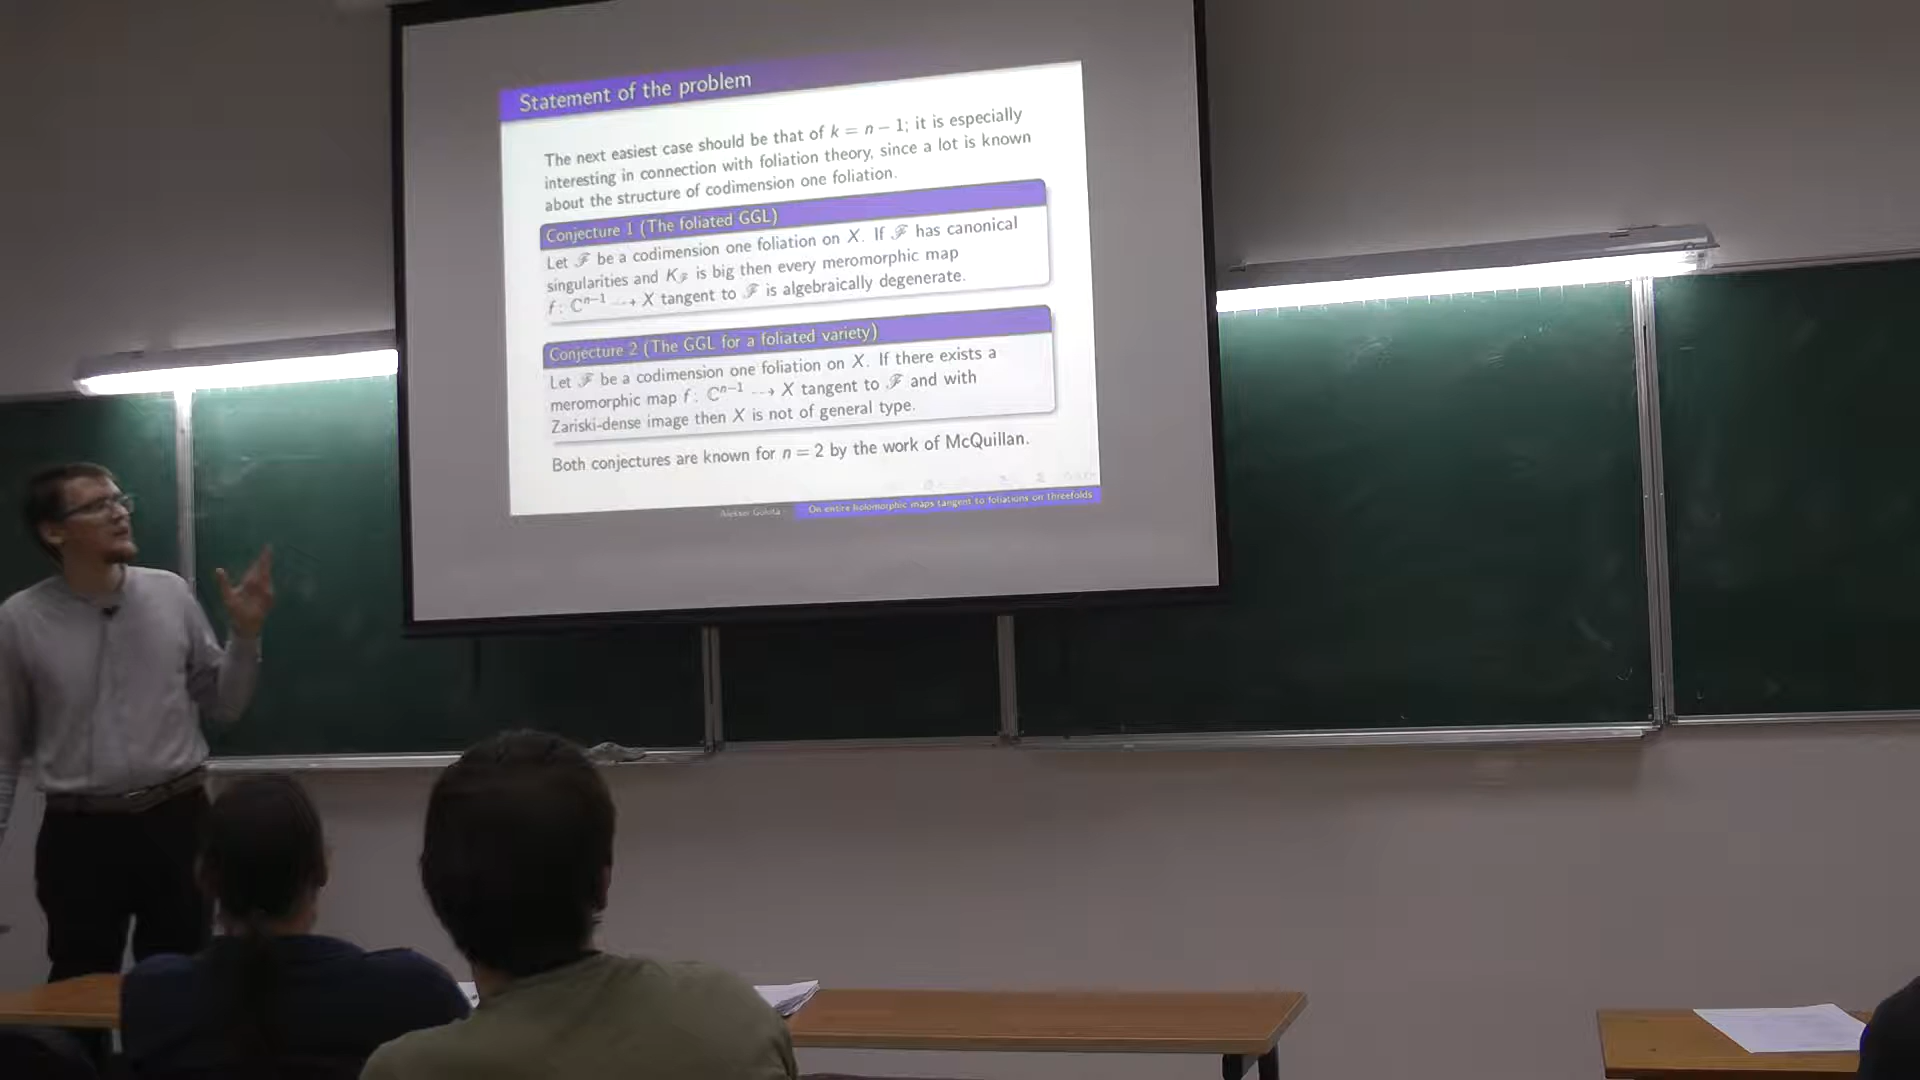 Statement of the problem
The next easiest case should be that of k = n − 1; it is especially
interesting in connection with foliation theory, since a lot is known
about the structure of codimension one foliation.
Conjecture 1 (The foliated GGL)
Let ℱ be a codimension one foliation on X. If ℱ has canonical
singularities and K_ℱ is big then every meromorphic map
f: ℂⁿ⁻¹ ⇢ X tangent to ℱ is algebraically degenerate.
Conjecture 2 (The GGL for a foliated variety)
Let ℱ be a codimension one foliation on X. If there exists a
meromorphic map f: ℂⁿ⁻¹ ⇢ X tangent to ℱ and with
Zariski-dense image then X is not of general type.
Both conjectures are known for n = 2 by the work of McQuillan.
Aleksei Golota On entire holomorphic maps tangent to foliations on threefolds